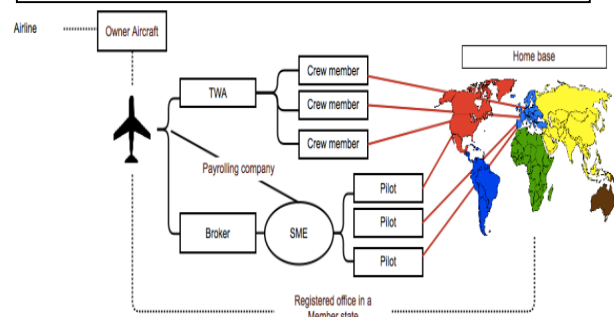 Airline
Owner Aircraft
Home base
TWA
Crew member
Crew member
Crew member
Payrolling company
Broker
SME
Pilot
Pilot
Pilot
Registered office in a
Member state